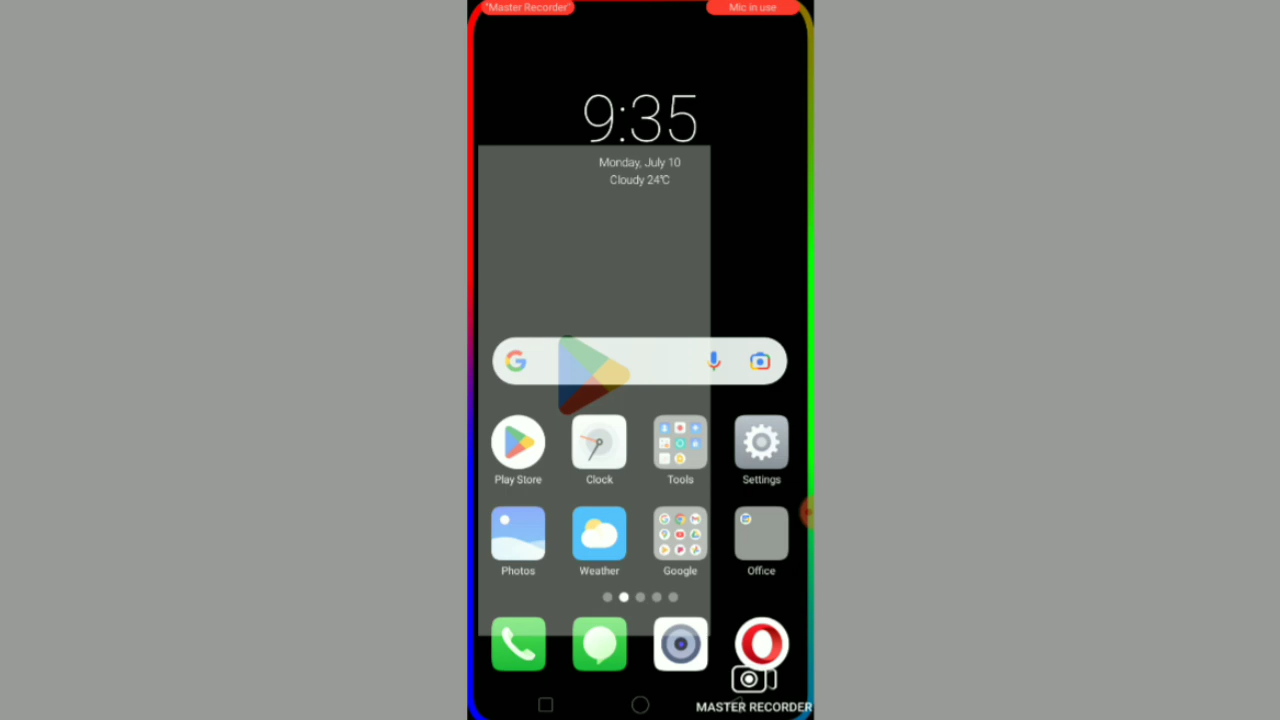 "Master Recorder"
Mic in use
9:35
Monday, July 10
Cloudy 24°C
Play Store
Clock
Tools
Settings
Photos
Weather
Google
Office
MASTER RECORDER